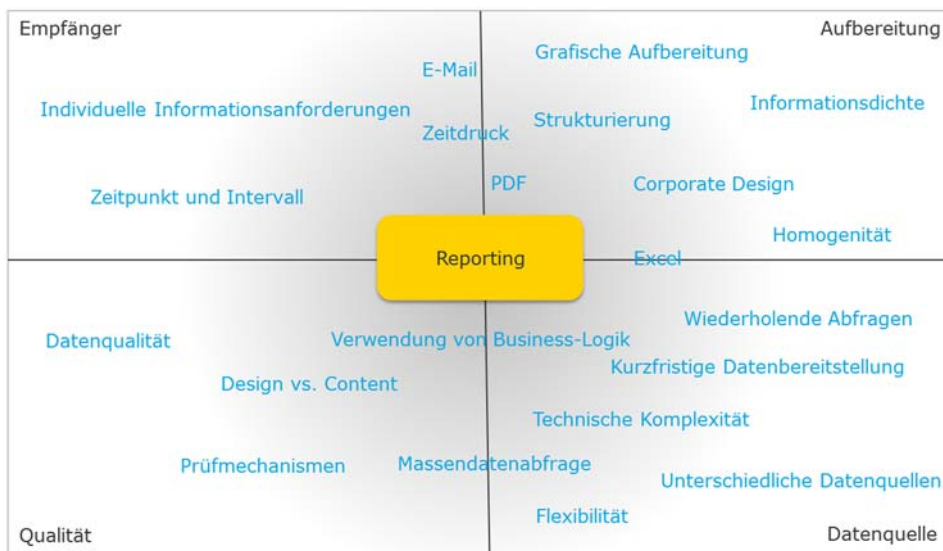 Empfänger
Aufbereitung
E-Mail
Grafische Aufbereitung
Individuelle Informationsanforderungen
Informationsdichte
Zeitdruck
Strukturierung
Zeitpunkt und Intervall
PDF
Corporate Design
Homogenität
Reporting
Excel
Datenqualität
Verwendung von Business-Logik
Wiederholende Abfragen
Design vs. Content
Kurzfristige Datenbereitstellung
Technische Komplexität
Prüfmechanismen
Massendatenabfrage
Unterschiedliche Datenquellen
Flexibilität
Qualität
Datenquelle